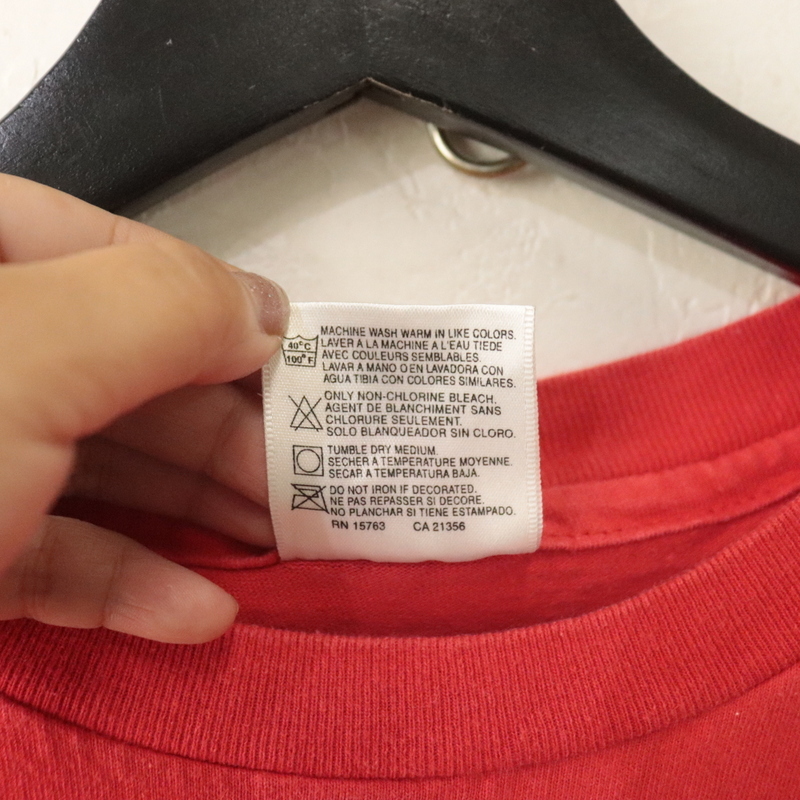 MACHINE WASH WARM IN LIKE COLORS.
LAVER A LA MACHINE A L'EAU TIEDE
AVEC COULEURS SEMBLABLES.
LAVAR A MANO O EN LAVADORA CON
AGUA TIBIA CON COLORES SIMILARES.
40°C
100°F
ONLY NON-CHLORINE BLEACH.
AGENT DE BLANCHIMENT SANS
CHLORURE SEULEMENT.
SOLO BLANQUEADOR SIN CLORO.
TUMBLE DRY MEDIUM.
SECHER A TEMPERATURE MOYENNE.
SECAR A TEMPERATURA BAJA.
DO NOT IRON IF DECORATED.
NE PAS REPASSER SI DECORE.
NO PLANCHAR SI TIENE ESTAMPADO.
RN 15763 CA 21356